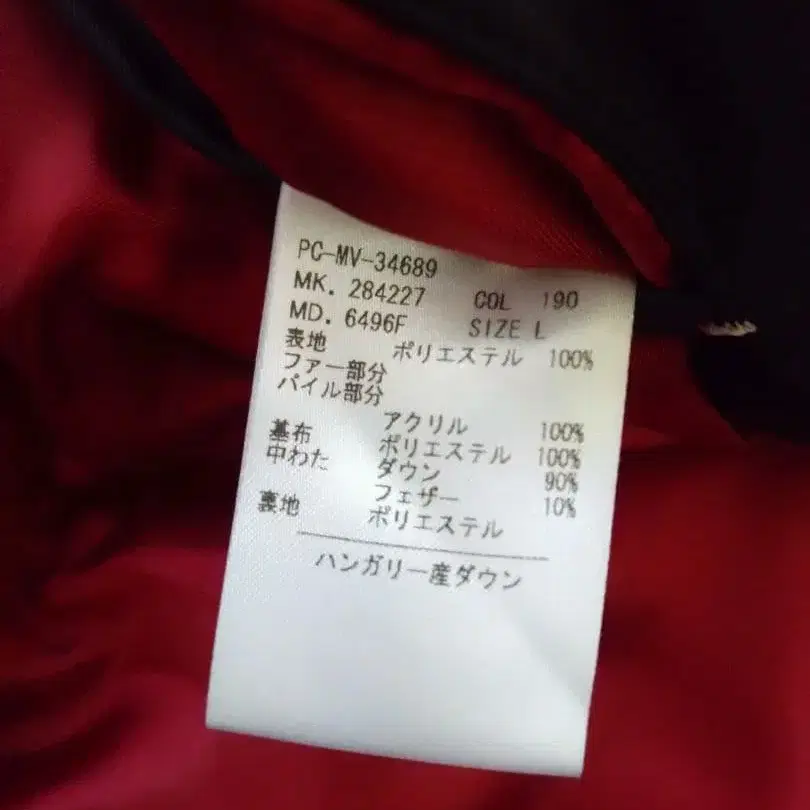 PC-MV-34689
MK. 284227 COL 190
MD. 6496F SIZE L
表地 ポリエステル 100%
ファー部分
パイル部分
アクリル 100%
基布 ポリエステル 100%
中わた ダウン 90%
フェザー 10%
裏地 ポリエステル
ハンガリー産ダウン